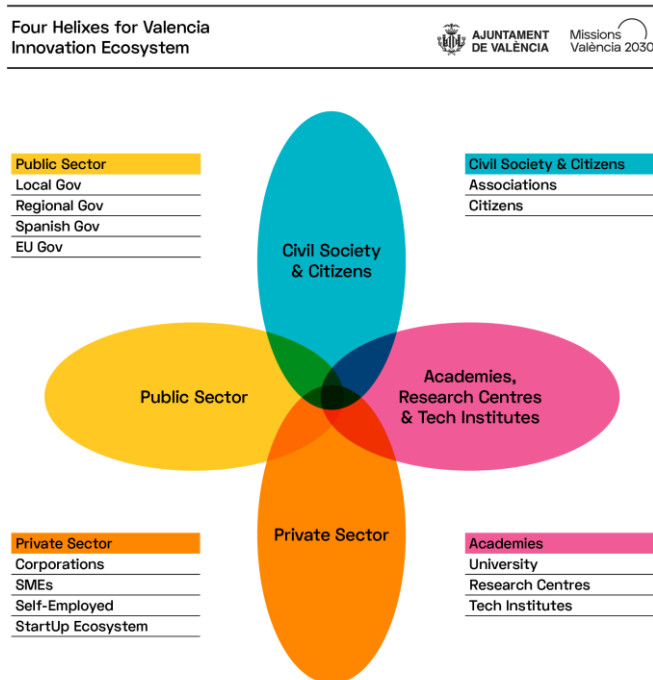 Four Helixes for Valencia
Innovation Ecosystem
AJUNTAMENT
DE VALÈNCIA
Missions
València 2030
Public Sector
Local Gov
Regional Gov
Spanish Gov
EU Gov
Civil Society & Citizens
Associations
Citizens
Civil Society
& Citizens
Public Sector
Academies,
Research Centres
& Tech Institutes
Private Sector
Private Sector
Corporations
SMEs
Self-Employed
StartUp Ecosystem
Academies
University
Research Centres
Tech Institutes